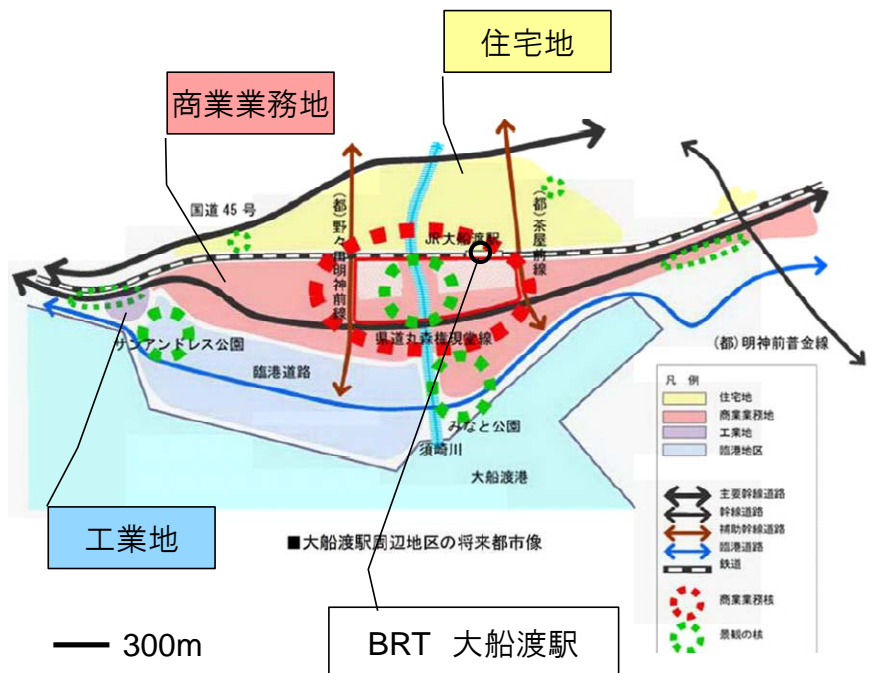 住宅地
商業業務地
国道45号
(都)野々田明神前線
JR大船渡駅
(都)茶屋前線
サンアンドレス公園
県道丸森権現堂線
(都)明神前普金線
臨港道路
みなと公園
須崎川
大船渡港
工業地
■大船渡駅周辺地区の将来都市像
300m
BRT 大船渡駅
凡 例
住宅地
商業業務地
工業地
臨港地区
主要幹線道路
幹線道路
補助幹線道路
臨港道路
鉄道
商業業務核
景観の核